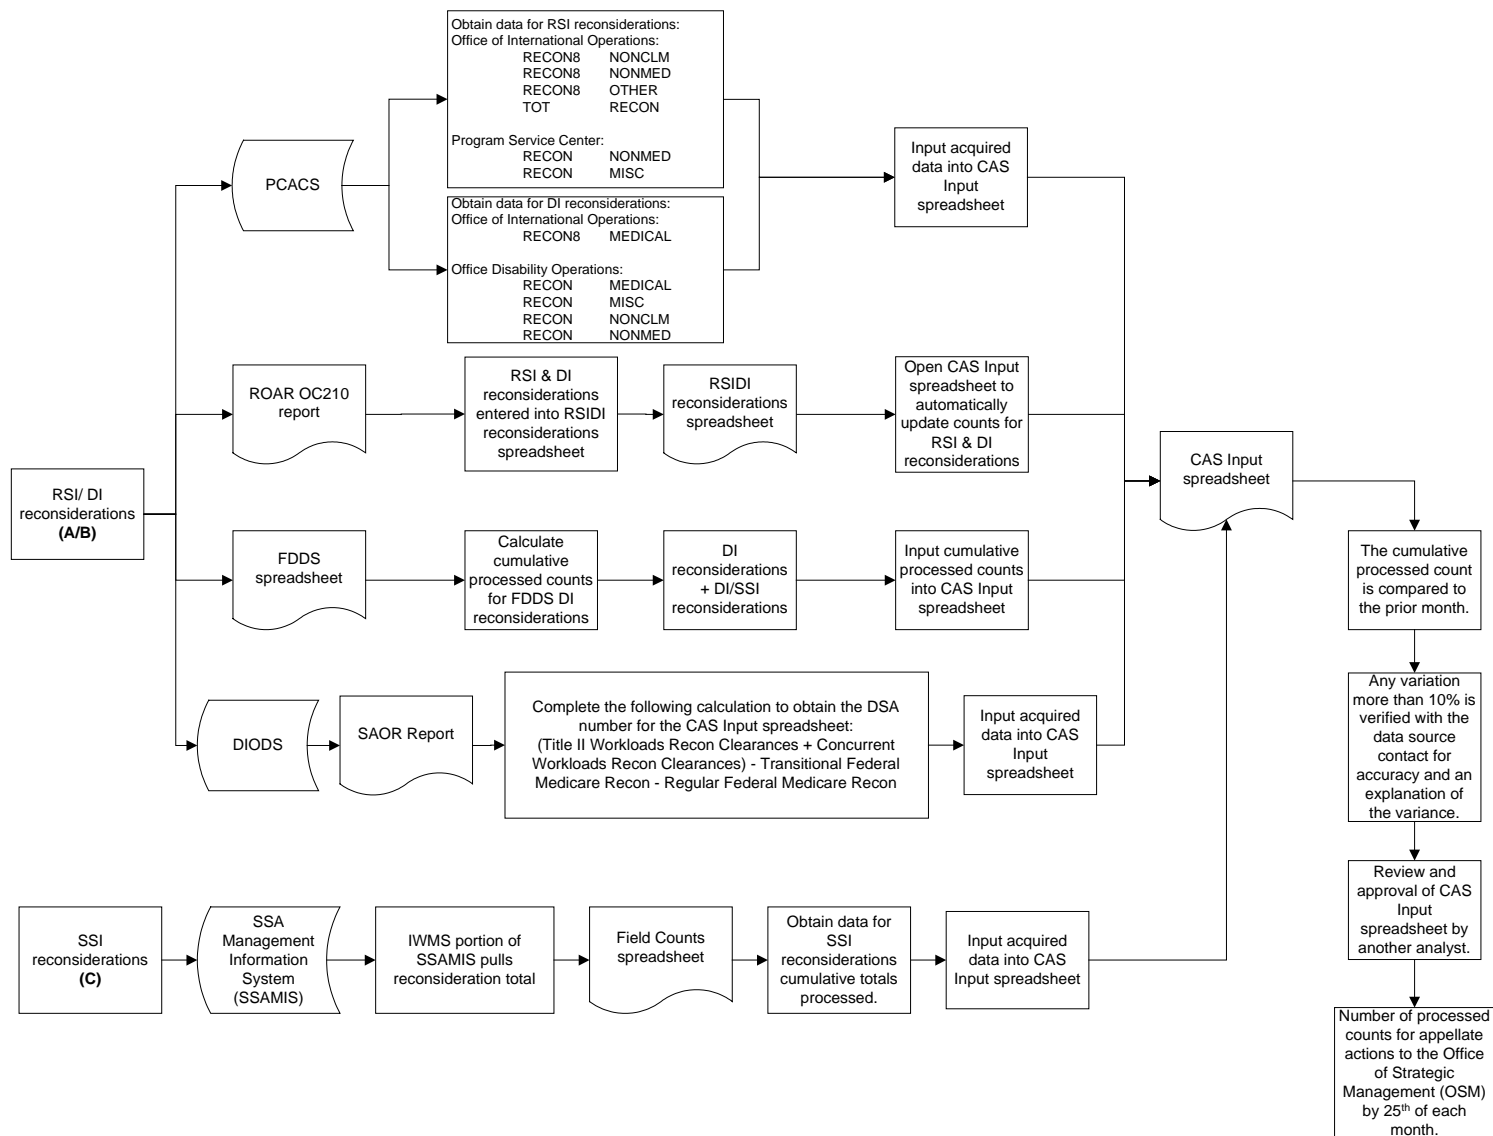 Obtain data for RSI reconsiderations:
Office of International Operations:
RECON8 NONCLM
RECON8 NONMED
RECON8 OTHER
TOT RECON
Program Service Center:
RECON NONMED
RECON MISC
PCACS
Input acquired
data into CAS
Input
spreadsheet
Obtain data for DI reconsiderations:
Office of International Operations:
RECON8 MEDICAL
Office Disability Operations:
RECON MEDICAL
RECON MISC
RECON NONCLM
RECON NONMED
ROAR OC210
report
RSI & DI
reconsiderations
entered into RSIDI
reconsiderations
spreadsheet
RSIDI
reconsiderations
spreadsheet
Open CAS Input
spreadsheet to
automatically
update counts for
RSI & DI
reconsiderations
RSI/ DI
reconsiderations
(A/B)
CAS Input
spreadsheet
FDDS
spreadsheet
Calculate
cumulative
processed counts
for FDDS DI
reconsiderations
DI
reconsiderations
+ DI/SSI
reconsiderations
Input cumulative
processed counts
into CAS Input
spreadsheet
The cumulative
processed count
is compared to
the prior month.
DIODS
SAOR Report
Complete the following calculation to obtain the DSA
number for the CAS Input spreadsheet:
(Title II Workloads Recon Clearances + Concurrent
Workloads Recon Clearances) - Transitional Federal
Medicare Recon - Regular Federal Medicare Recon
Input acquired
data into CAS
Input
spreadsheet
Any variation
more than 10% is
verified with the
data source
contact for
accuracy and an
explanation of
the variance.
Review and
approval of CAS
Input
spreadsheet by
another analyst.
SSI
reconsiderations
(C)
SSA
Management
Information
System
(SSAMIS)
IWMS portion of
SSAMIS pulls
reconsideration total
Field Counts
spreadsheet
Obtain data for
SSI
reconsiderations
cumulative totals
processed.
Input acquired
data into CAS
Input spreadsheet
Number of processed
counts for appellate
actions to the Office
of Strategic
Management (OSM)
by 25th of each
month.